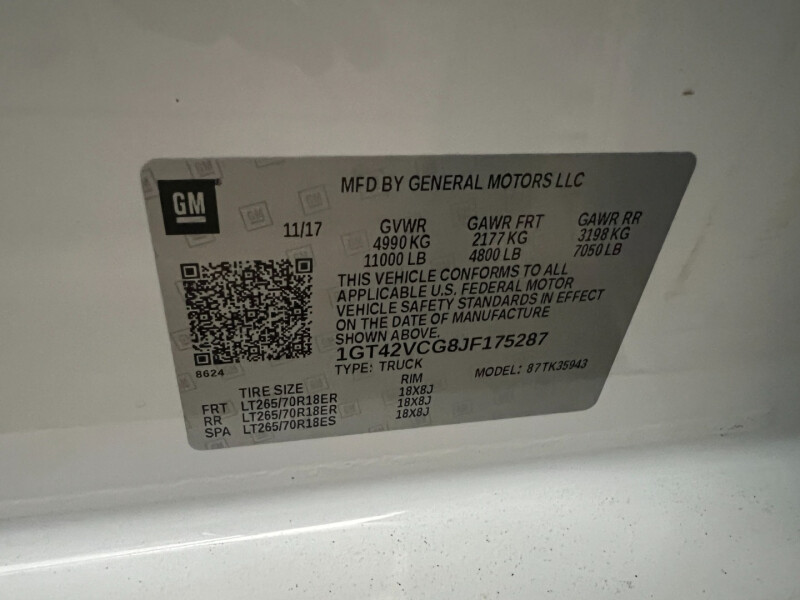 GM
MFD BY GENERAL MOTORS LLC
11/17 GVWR GAWR FRT GAWR RR
4990 KG 2177 KG 3198 KG
11000 LB 4800 LB 7050 LB
THIS VEHICLE CONFORMS TO ALL
APPLICABLE U.S. FEDERAL MOTOR
VEHICLE SAFETY STANDARDS IN EFFECT
ON THE DATE OF MANUFACTURE
SHOWN ABOVE.
1GT42VCG8JF175287
8624
TYPE: TRUCK MODEL: 87TK35943
TIRE SIZE RIM
FRT LT265/70R18ER 18X8J
RR LT265/70R18ER 18X8J
SPA LT265/70R18ES 18X8J